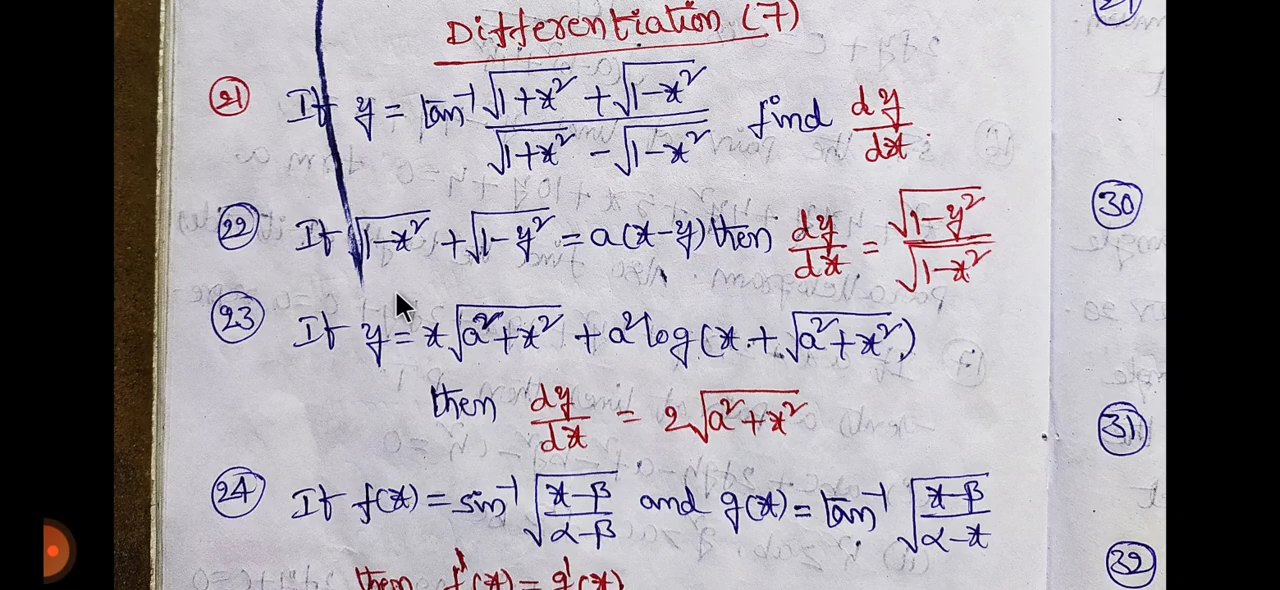 Differentiation (7)
21 If y = tan⁻¹ (√(1+x²) + √(1-x²)) / (√(1+x²) - √(1-x²)) find dy/dx.
22 If √(1-x²) + √(1-y²) = a(x-y) then dy/dx = √(1-y²) / √(1-x²)
23 If y = x√(a²+x²) + a² log(x + √(a²+x²))
then dy/dx = 2√(a²+x²)
24 If f(x) = sin⁻¹ √((x-β)/(α-β)) and g(x) = tan⁻¹ √((x-β)/(α-x))
then f'(x) = g'(x)
30
31
32